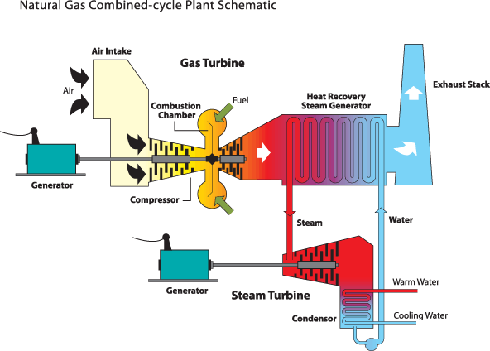 Natural Gas Combined-cycle Plant Schematic
Air Intake
Gas Turbine
Air
Combustion
Chamber
Fuel
Heat Recovery
Steam Generator
Exhaust Stack
Generator
Compressor
Steam
Water
Generator
Steam Turbine
Warm Water
Condensor
Cooling Water